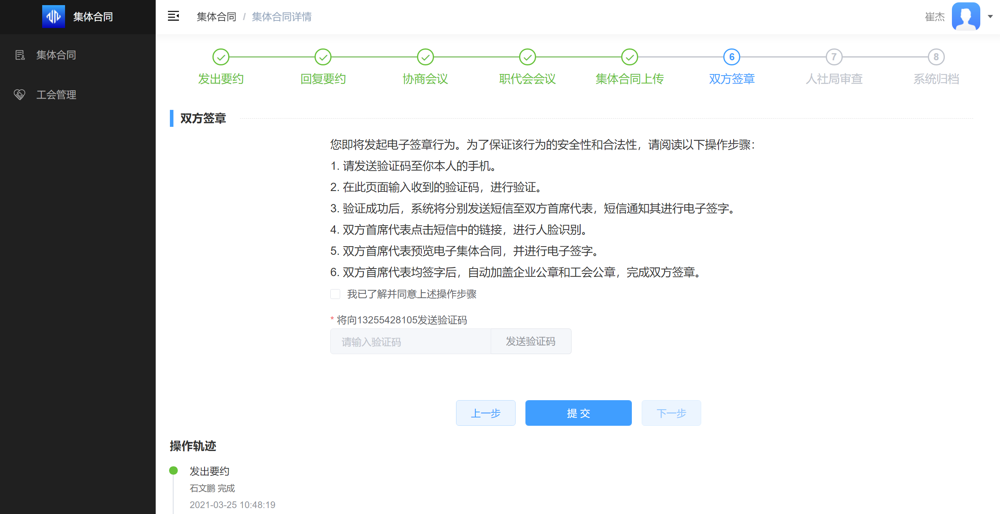 集体合同
集体合同 / 集体合同详情
崔杰
集体合同
工会管理
6 7 8
发出要约 回复要约 协商会议 职代会会议 集体合同上传 双方签章 人社局审查 系统归档
双方签章
您即将发起电子签章行为。为了保证该行为的安全性和合法性，请阅读以下操作步骤：
1. 请发送验证码至你本人的手机。
2. 在此页面输入收到的验证码，进行验证。
3. 验证成功后，系统将分别发送短信至双方首席代表，短信通知其进行电子签字。
4. 双方首席代表点击短信中的链接，进行人脸识别。
5. 双方首席代表预览电子集体合同，并进行电子签字。
6. 双方首席代表均签字后，自动加盖企业公章和工会公章，完成双方签章。
我已了解并同意上述操作步骤
* 将向13255428105发送验证码
请输入验证码 发送验证码
上一步 提 交 下一步
操作轨迹
发出要约
石文鹏 完成
2021-03-25 10:48:19